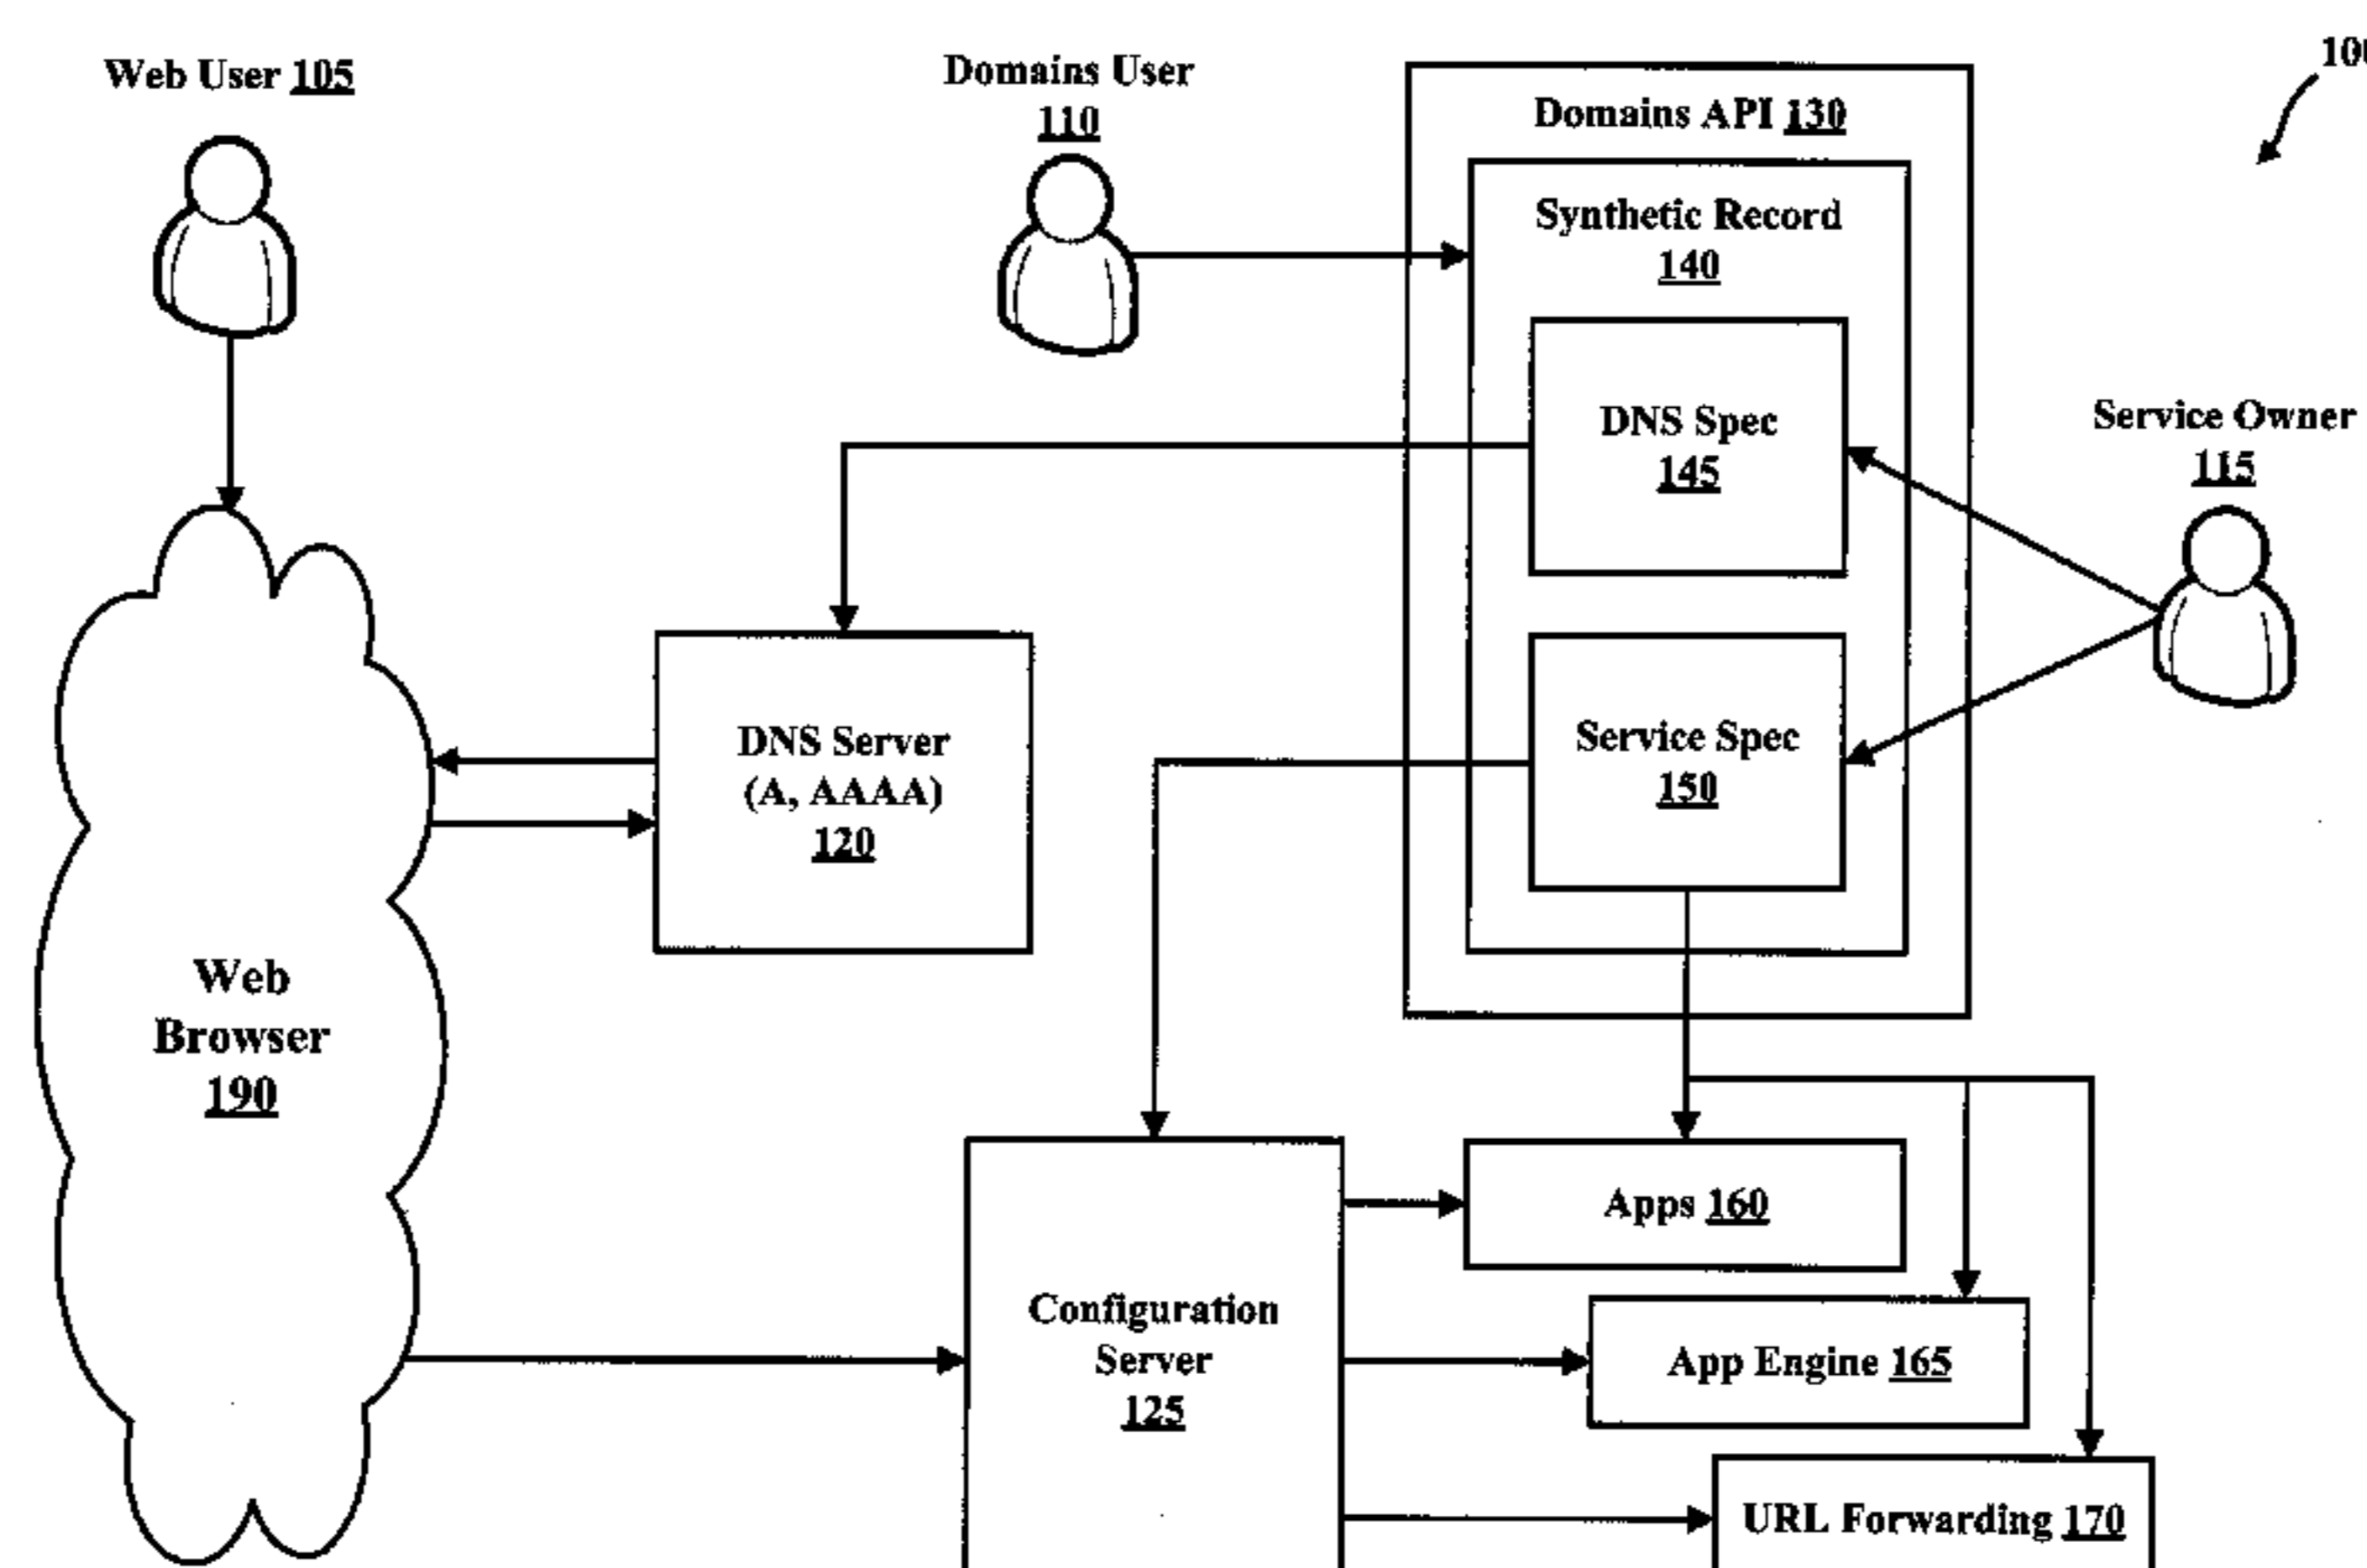 Web User 105
Domains User
110
Domains API 130
Synthetic Record
140
DNS Spec
145
Service Owner
115
DNS Server
(A, AAAA)
120
Service Spec
150
Web
Browser
190
Configuration
Server
125
Apps 160
App Engine 165
URL Forwarding 170